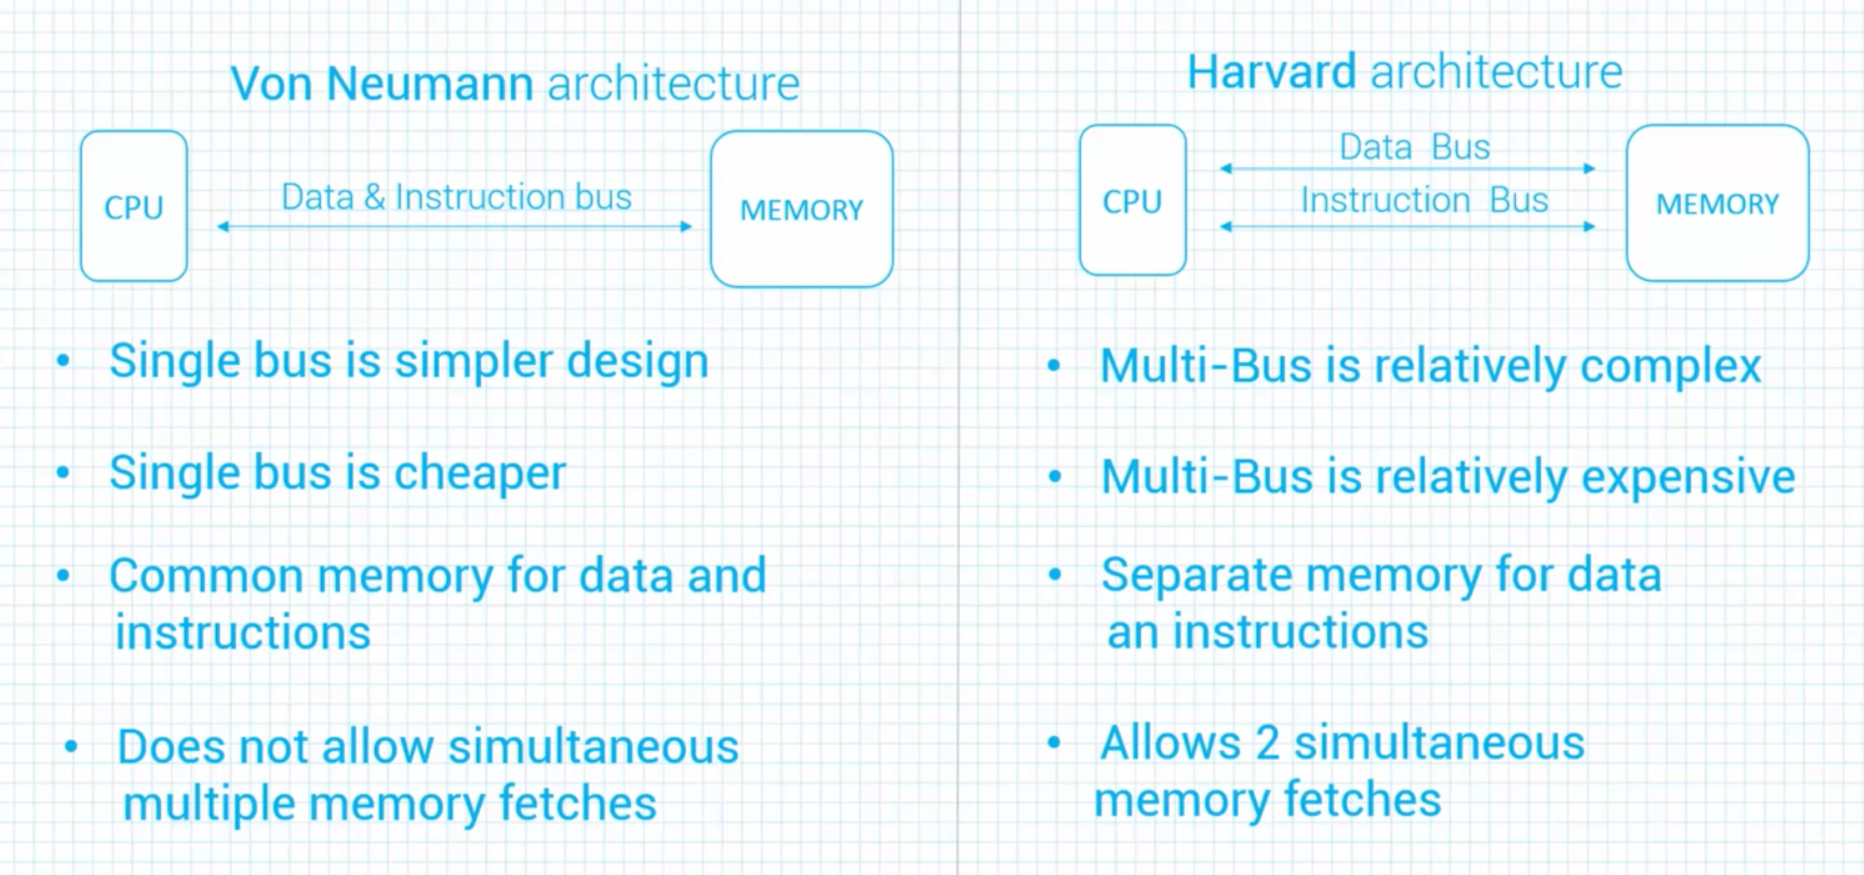 Von Neumann architecture
CPU
Data & Instruction bus
MEMORY
• Single bus is simpler design
• Single bus is cheaper
• Common memory for data and
instructions
• Does not allow simultaneous
multiple memory fetches
Harvard architecture
CPU
Data Bus
Instruction Bus
MEMORY
• Multi-Bus is relatively complex
• Multi-Bus is relatively expensive
• Separate memory for data
an instructions
• Allows 2 simultaneous
memory fetches